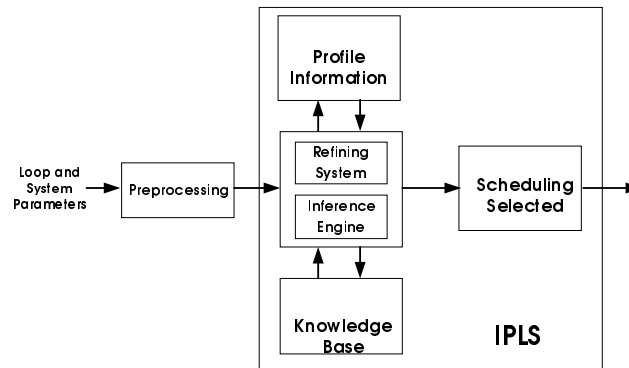 Profile
Information
Refining
System
Loop and
System
Parameters
Preprocessing
Inference
Engine
Scheduling
Selected
Knowledge
Base
IPLS